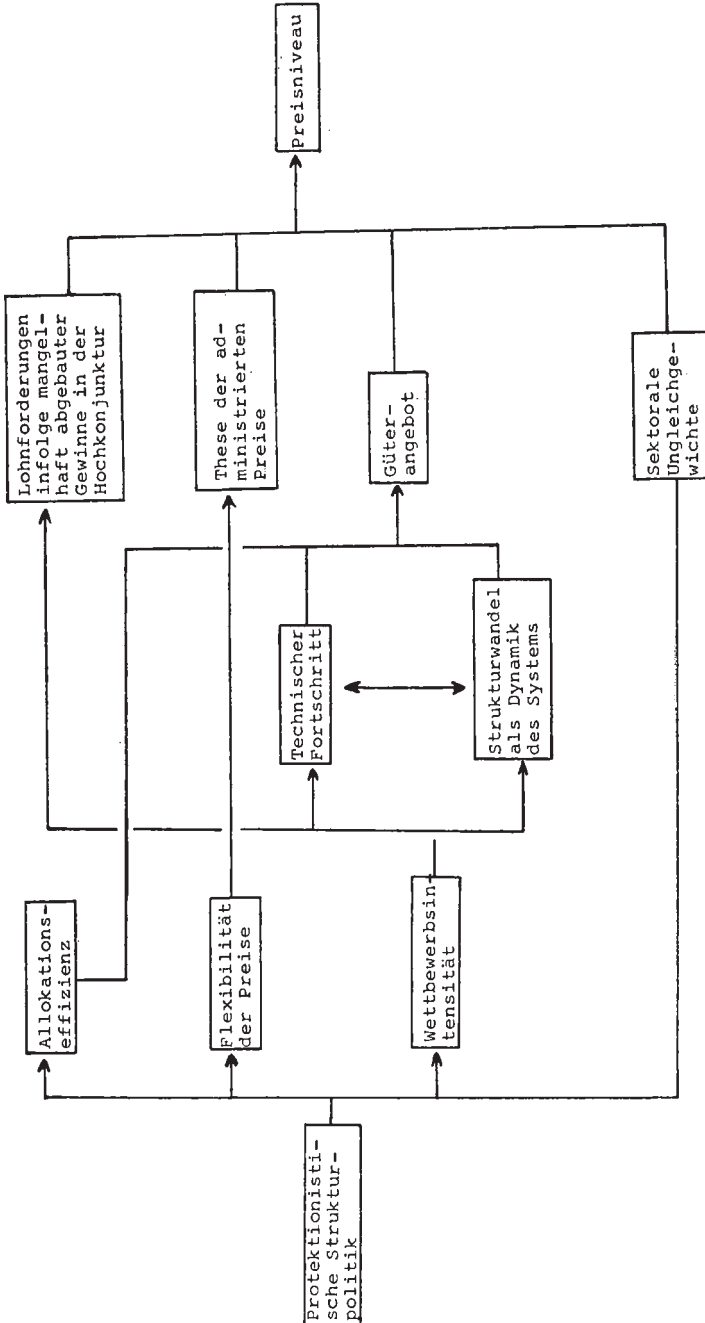 Protektionisti-
sche Struktur-
politik
Allokations-
effizienz
Flexibilität
der Preise
Wettbewerbsin-
tensität
Technischer
Fortschritt
Strukturwandel
als Dynamik
des Systems
Lohnforderungen
infolge mangel-
haft abgebauter
Gewinne in der
Hochkonjunktur
These der ad-
ministrierten
Preise
Güter-
angebot
Sektorale
Ungleichge-
wichte
Preisniveau